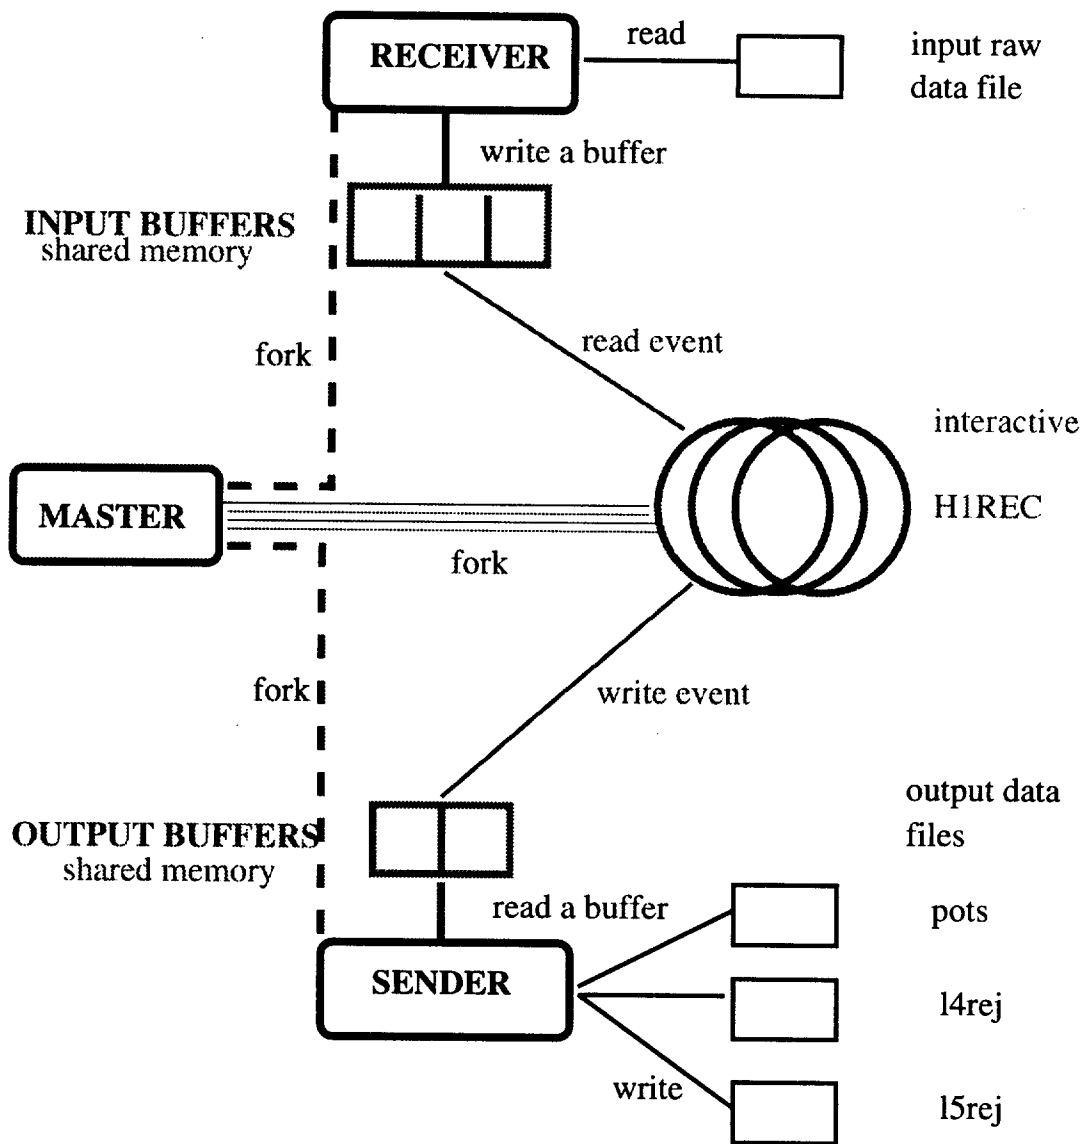 RECEIVER
read
input raw
data file
write a buffer
INPUT BUFFERS
shared memory
fork
read event
interactive
H1REC
MASTER
fork
fork
write event
output data
files
OUTPUT BUFFERS
shared memory
read a buffer
pots
SENDER
l4rej
write
l5rej